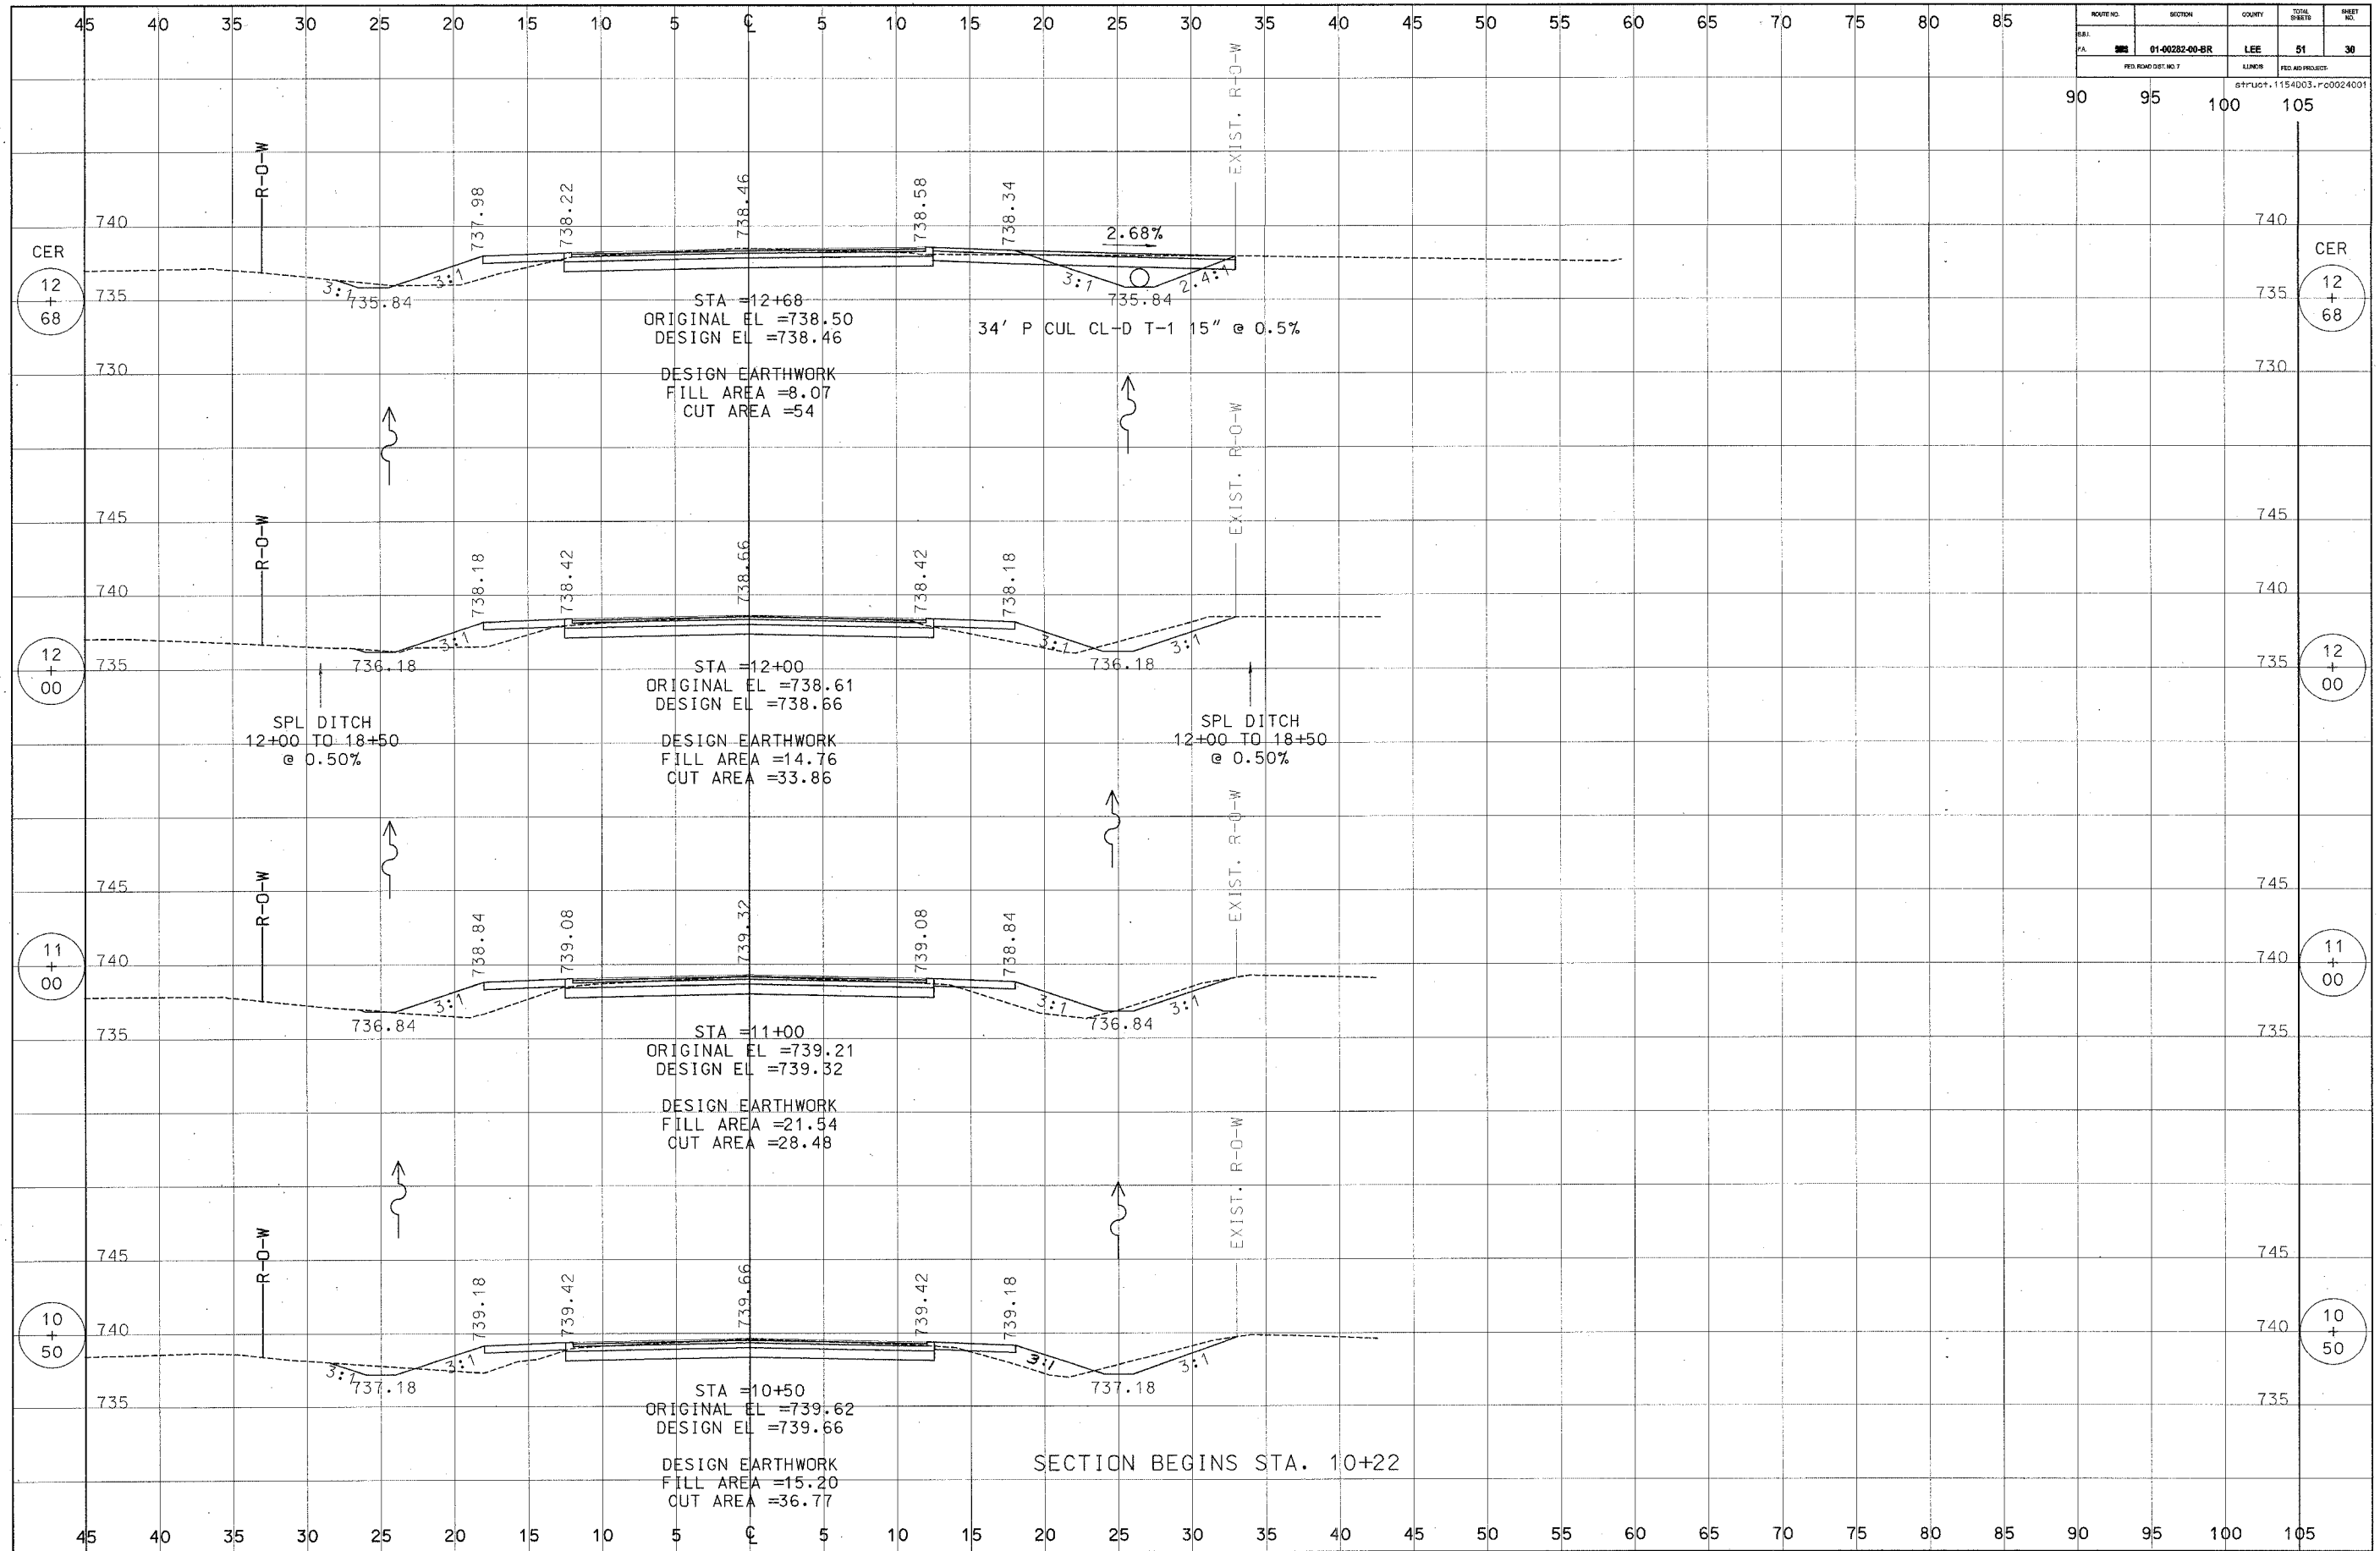 45 40 35 30 25 20 15 10 5 ℄ 5 10 15 20 25 30 35 40 45 50 55 60 65 70 75 80 85
ROUTE NO. SECTION COUNTY TOTAL SHEETS SHEET NO.
S.B.I.
F.A. 01-00282-00-BR LEE 51 30
FED. ROAD DIST. NO. 7 ILLINOIS FED. AID PROJECT-
struct.1154003.rc0024001
90 95 100 105
R-O-W
EXIST. R-O-W
737.98 738.22 738.46 738.58 738.34
740 740
2.68%
CER CER
12 + 68
12 + 68
3:1 3:1 3:1 2.4:1
735 735.84 735.84 735
STA =12+68
ORIGINAL EL =738.50
DESIGN EL =738.46
34' P CUL CL-D T-1 15" @ 0.5%
730 730
DESIGN EARTHWORK
FILL AREA =8.07
CUT AREA =54
R-O-W
EXIST. R-O-W
745 745
738.18 738.42 738.66 738.42 738.18
740 740
12 + 00
12 + 00
3:1 3:1 3:1
735 736.18 736.18 735
STA =12+00
ORIGINAL EL =738.61
DESIGN EL =738.66
SPL DITCH
12+00 TO 18+50
@ 0.50%
SPL DITCH
12+00 TO 18+50
@ 0.50%
DESIGN EARTHWORK
FILL AREA =14.76
CUT AREA =33.86
R-O-W
EXIST. R-O-W
745 745
738.84 739.08 739.32 739.08 738.84
740 740
11 + 00
11 + 00
3:1 3:1 3:1
735 736.84 736.84 735
STA =11+00
ORIGINAL EL =739.21
DESIGN EL =739.32
DESIGN EARTHWORK
FILL AREA =21.54
CUT AREA =28.48
R-O-W
EXIST. R-O-W
745 745
739.18 739.42 739.66 739.42 739.18
740 740
10 + 50
10 + 50
3:1 3:1 3:1 3:1
737.18 737.18
735 735
STA =10+50
ORIGINAL EL =739.62
DESIGN EL =739.66
DESIGN EARTHWORK
FILL AREA =15.20
CUT AREA =36.77
SECTION BEGINS STA. 10+22
45 40 35 30 25 20 15 10 5 ℄ 5 10 15 20 25 30 35 40 45 50 55 60 65 70 75 80 85 90 95 100 105